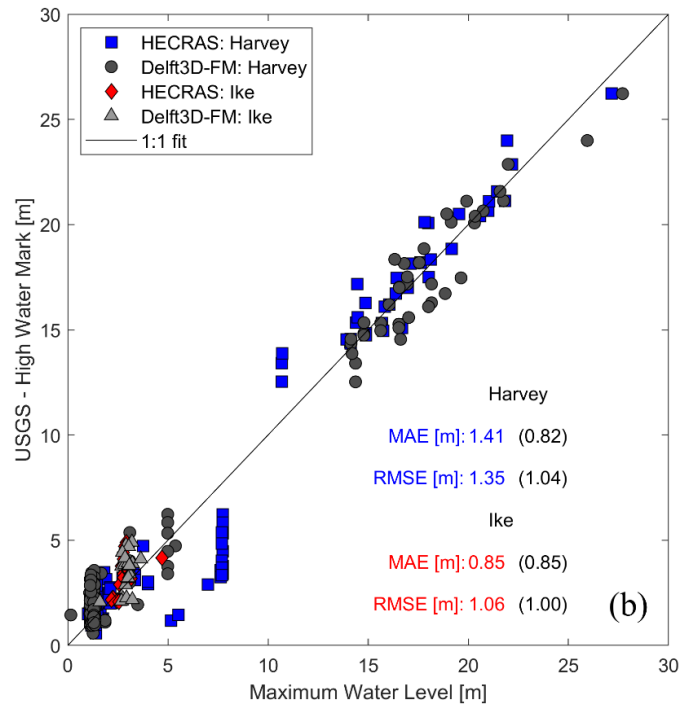 HECRAS: Harvey
Delft3D-FM: Harvey
HECRAS: Ike
Delft3D-FM: Ike
1:1 fit
USGS - High Water Mark [m]
30
25
20
15
10
5
0
Harvey
MAE [m]: 1.41 (0.82)
RMSE [m]: 1.35 (1.04)
Ike
MAE [m]: 0.85 (0.85)
RMSE [m]: 1.06 (1.00)
(b)
0 5 10 15 20 25 30
Maximum Water Level [m]